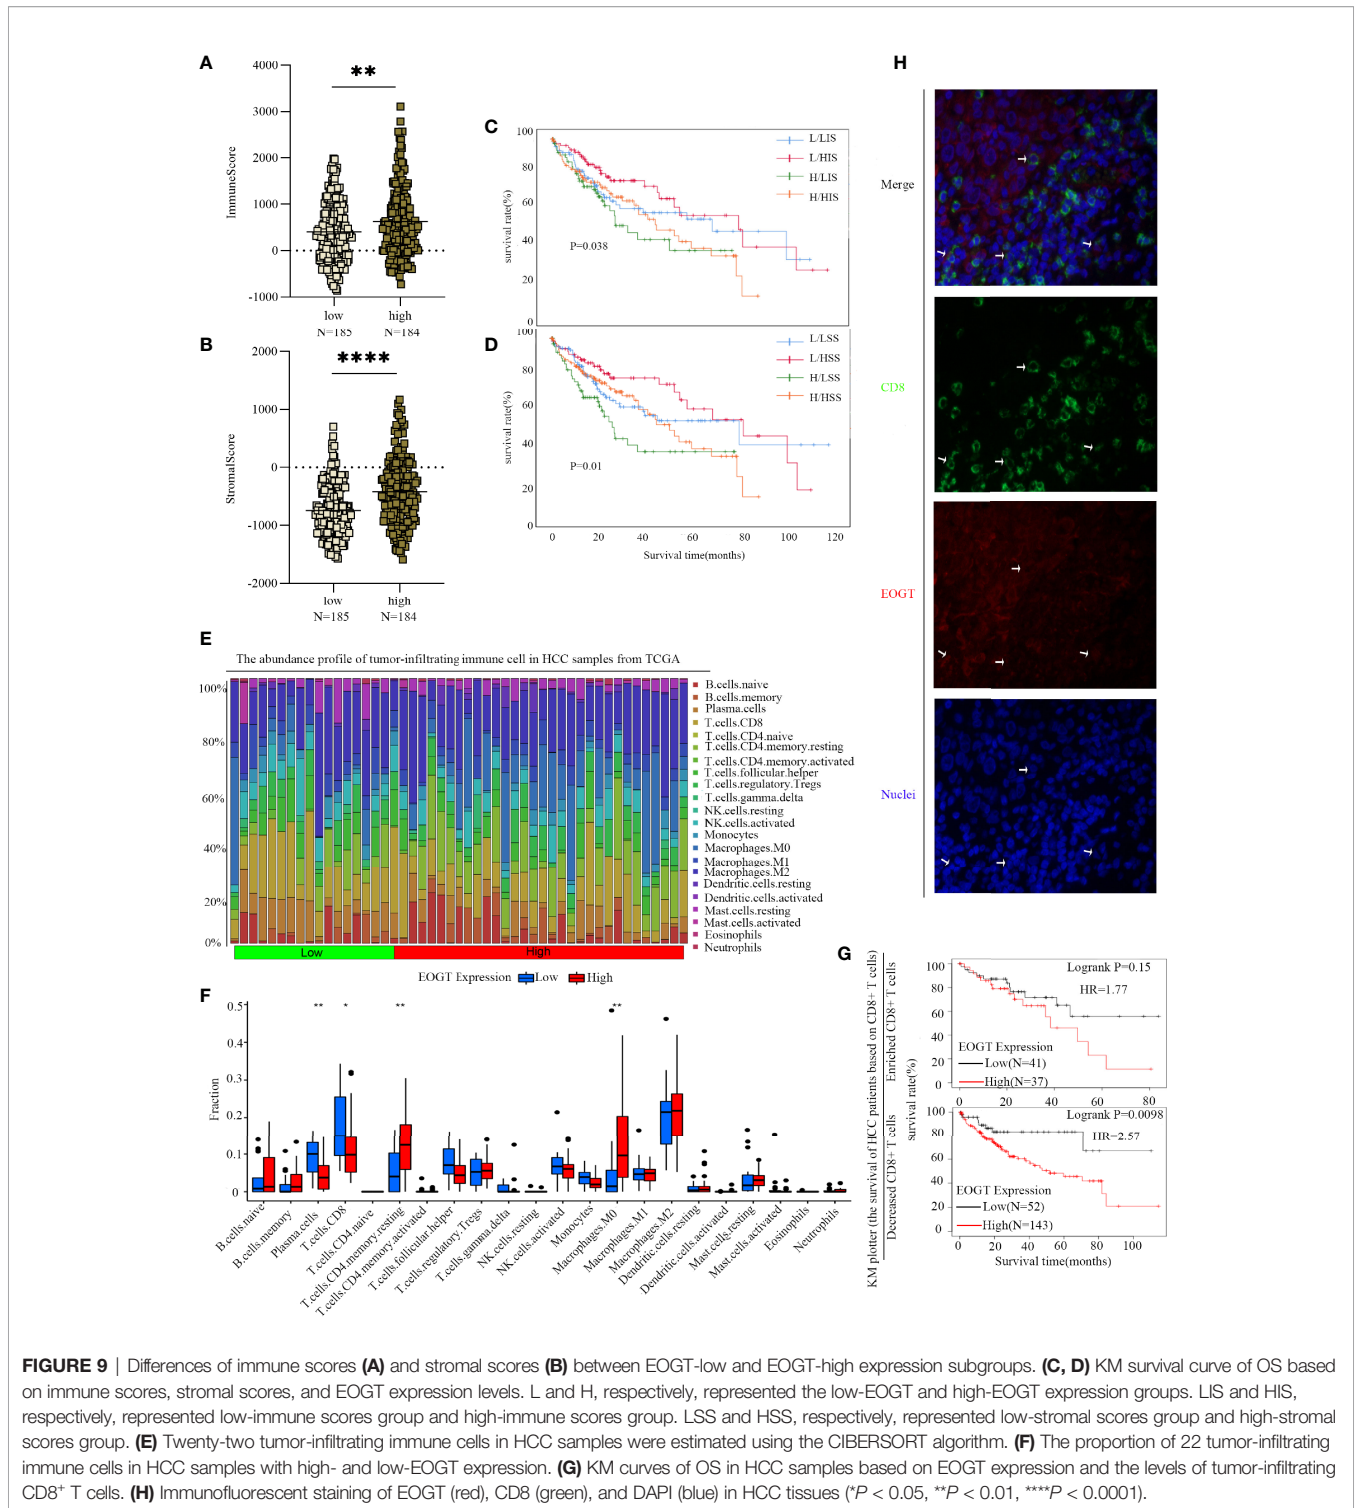 A
4000
3000
2000
1000
0
-1000
ImmuneScore
**
low
N=185
high
N=184
B
2000
1000
0
-1000
-2000
StromalScore
****
low
N=185
high
N=184
C
100
80
60
40
20
0
survival rate(%)
P=0.038
L/LIS
L/HIS
H/LIS
H/HIS
D
100
80
60
40
20
0
survival rate(%)
P=0.01
L/LSS
L/HSS
H/LSS
H/HSS
0 20 40 60 80 100 120
Survival time(months)
H
Merge
CD8
EOGT
Nuclei
E
The abundance profile of tumor-infiltrating immune cell in HCC samples from TCGA
100%
80%
60%
40%
20%
0%
Low
High
B.cells.naive
B.cells.memory
Plasma.cells
T.cells.CD8
T.cells.CD4.naive
T.cells.CD4.memory.resting
T.cells.CD4.memory.activated
T.cells.follicular.helper
T.cells.regulatory.Tregs
T.cells.gamma.delta
NK.cells.resting
NK.cells.activated
Monocytes
Macrophages.M0
Macrophages.M1
Macrophages.M2
Dendritic.cells.resting
Dendritic.cells.activated
Mast.cells.resting
Mast.cells.activated
Eosinophils
Neutrophils
EOGT Expression Low High
F
0.5
0.4
0.3
0.2
0.1
0
Fraction
** * ** **
B.cells.naive
B.cells.memory
Plasma.cells
T.cells.CD8
T.cells.CD4.naive
T.cells.CD4.memory.resting
T.cells.CD4.memory.activated
T.cells.follicular.helper
T.cells.regulatory.Tregs
T.cells.gamma.delta
NK.cells.resting
NK.cells.activated
Monocytes
Macrophages.M0
Macrophages.M1
Macrophages.M2
Dendritic.cells.resting
Dendritic.cells.activated
Mast.cells.resting
Mast.cells.activated
Eosinophils
Neutrophils
G
KM plotter (the survival of HCC patients based on CD8+ T cells)
Enriched CD8+ T cells
Decreased CD8+ T cells
survival rate(%)
100
80
60
40
20
0
Logrank P=0.15
HR=1.77
EOGT Expression
Low(N=41)
High(N=37)
0 20 40 60 80
100
80
60
40
20
0
Logrank P=0.0098
HR=2.57
EOGT Expression
Low(N=52)
High(N=143)
0 20 40 60 80 100
Survival time(months)
FIGURE 9 | Differences of immune scores (A) and stromal scores (B) between EOGT-low and EOGT-high expression subgroups. (C, D) KM survival curve of OS based
on immune scores, stromal scores, and EOGT expression levels. L and H, respectively, represented the low-EOGT and high-EOGT expression groups. LIS and HIS,
respectively, represented low-immune scores group and high-immune scores group. LSS and HSS, respectively, represented low-stromal scores group and high-stromal
scores group. (E) Twenty-two tumor-infiltrating immune cells in HCC samples were estimated using the CIBERSORT algorithm. (F) The proportion of 22 tumor-infiltrating
immune cells in HCC samples with high- and low-EOGT expression. (G) KM curves of OS in HCC samples based on EOGT expression and the levels of tumor-infiltrating
CD8⁺ T cells. (H) Immunofluorescent staining of EOGT (red), CD8 (green), and DAPI (blue) in HCC tissues (*P < 0.05, **P < 0.01, ****P < 0.0001).